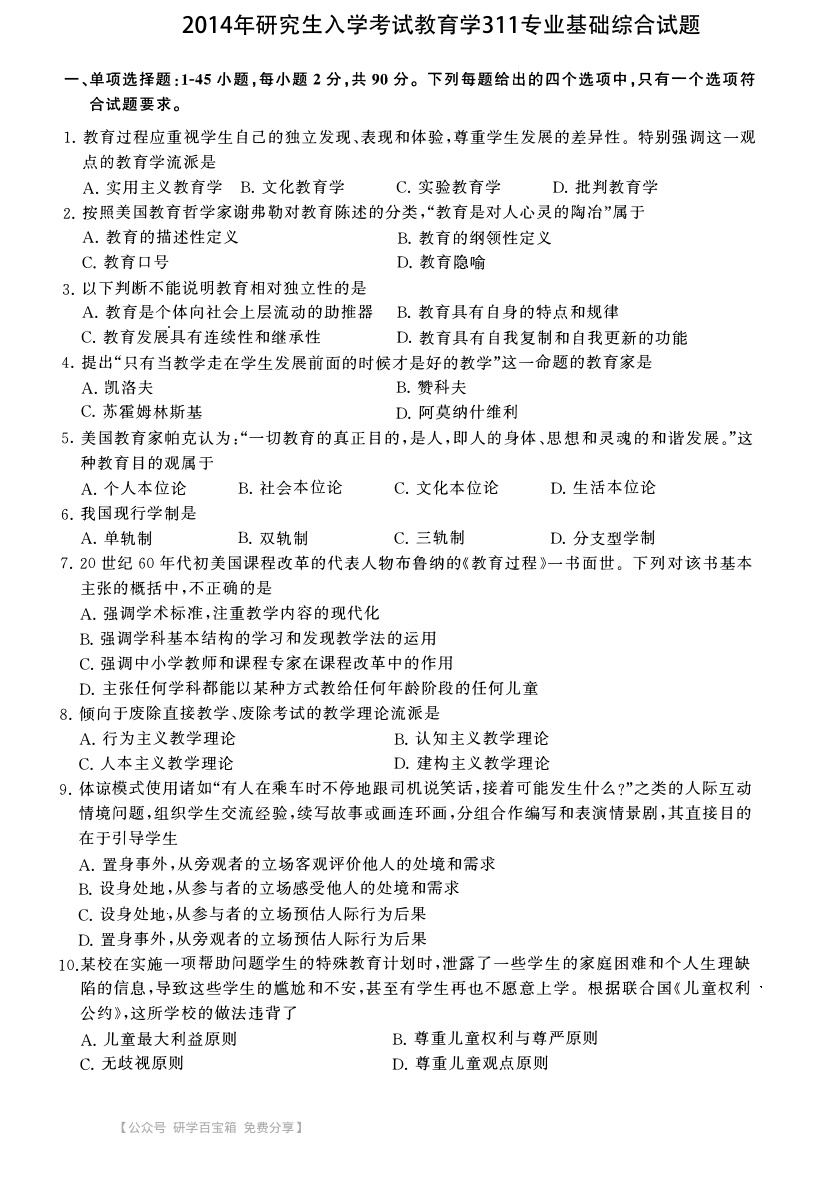 2014年研究生入学考试教育学311专业基础综合试题
一、单项选择题:1-45 小题,每小题 2 分,共 90 分。下列每题给出的四个选项中,只有一个选项符
合试题要求。
1. 教育过程应重视学生自己的独立发现、表现和体验,尊重学生发展的差异性。特别强调这一观
点的教育学流派是
A. 实用主义教育学 B. 文化教育学 C. 实验教育学 D. 批判教育学
2. 按照美国教育哲学家谢弗勒对教育陈述的分类,“教育是对人心灵的陶冶”属于
A. 教育的描述性定义 B. 教育的纲领性定义
C. 教育口号 D. 教育隐喻
3. 以下判断不能说明教育相对独立性的是
A. 教育是个体向社会上层流动的助推器 B. 教育具有自身的特点和规律
C. 教育发展具有连续性和继承性 D. 教育具有自我复制和自我更新的功能
4. 提出“只有当教学走在学生发展前面的时候才是好的教学”这一命题的教育家是
A. 凯洛夫 B. 赞科夫
C. 苏霍姆林斯基 D. 阿莫纳什维利
5. 美国教育家帕克认为:“一切教育的真正目的,是人,即人的身体、思想和灵魂的和谐发展。”这
种教育目的观属于
A. 个人本位论 B. 社会本位论 C. 文化本位论 D. 生活本位论
6. 我国现行学制是
A. 单轨制 B. 双轨制 C. 三轨制 D. 分支型学制
7. 20 世纪 60 年代初美国课程改革的代表人物布鲁纳的《教育过程》一书面世。下列对该书基本
主张的概括中,不正确的是
A. 强调学术标准,注重教学内容的现代化
B. 强调学科基本结构的学习和发现教学法的运用
C. 强调中小学教师和课程专家在课程改革中的作用
D. 主张任何学科都能以某种方式教给任何年龄阶段的任何儿童
8. 倾向于废除直接教学、废除考试的教学理论流派是
A. 行为主义教学理论 B. 认知主义教学理论
C. 人本主义教学理论 D. 建构主义教学理论
9. 体谅模式使用诸如“有人在乘车时不停地跟司机说笑话,接着可能发生什么?”之类的人际互动
情境问题,组织学生交流经验,续写故事或画连环画,分组合作编写和表演情景剧,其直接目的
在于引导学生
A. 置身事外,从旁观者的立场客观评价他人的处境和需求
B. 设身处地,从参与者的立场感受他人的处境和需求
C. 设身处地,从参与者的立场预估人际行为后果
D. 置身事外,从旁观者的立场预估人际行为后果
10.某校在实施一项帮助问题学生的特殊教育计划时,泄露了一些学生的家庭困难和个人生理缺
陷的信息,导致这些学生的尴尬和不安,甚至有学生再也不愿意上学。根据联合国《儿童权利
公约》,这所学校的做法违背了
A. 儿童最大利益原则 B. 尊重儿童权利与尊严原则
C. 无歧视原则 D. 尊重儿童观点原则
【公众号 研学百宝箱 免费分享】